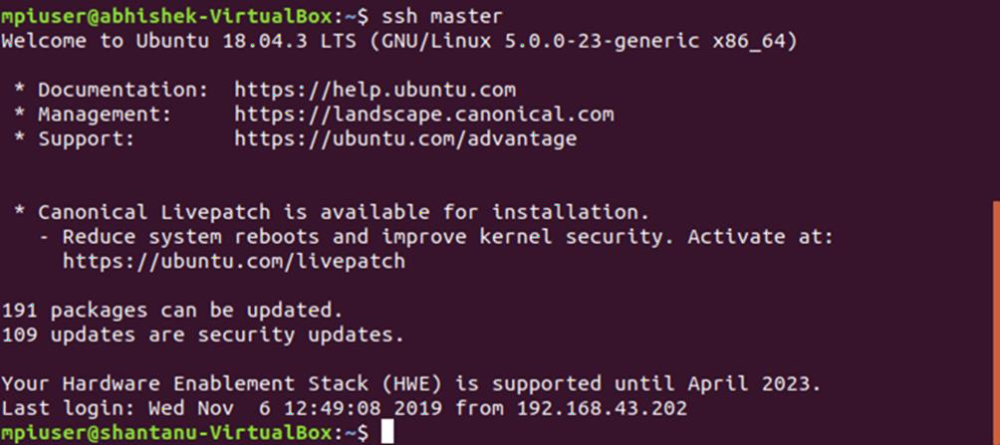 mpiuser@abhishek-VirtualBox:~$ ssh master
Welcome to Ubuntu 18.04.3 LTS (GNU/Linux 5.0.0-23-generic x86_64)
* Documentation:  https://help.ubuntu.com
* Management:     https://landscape.canonical.com
* Support:        https://ubuntu.com/advantage
* Canonical Livepatch is available for installation.
- Reduce system reboots and improve kernel security. Activate at:
https://ubuntu.com/livepatch
191 packages can be updated.
109 updates are security updates.
Your Hardware Enablement Stack (HWE) is supported until April 2023.
Last login: Wed Nov  6 12:49:08 2019 from 192.168.43.202
mpiuser@shantanu-VirtualBox:~$